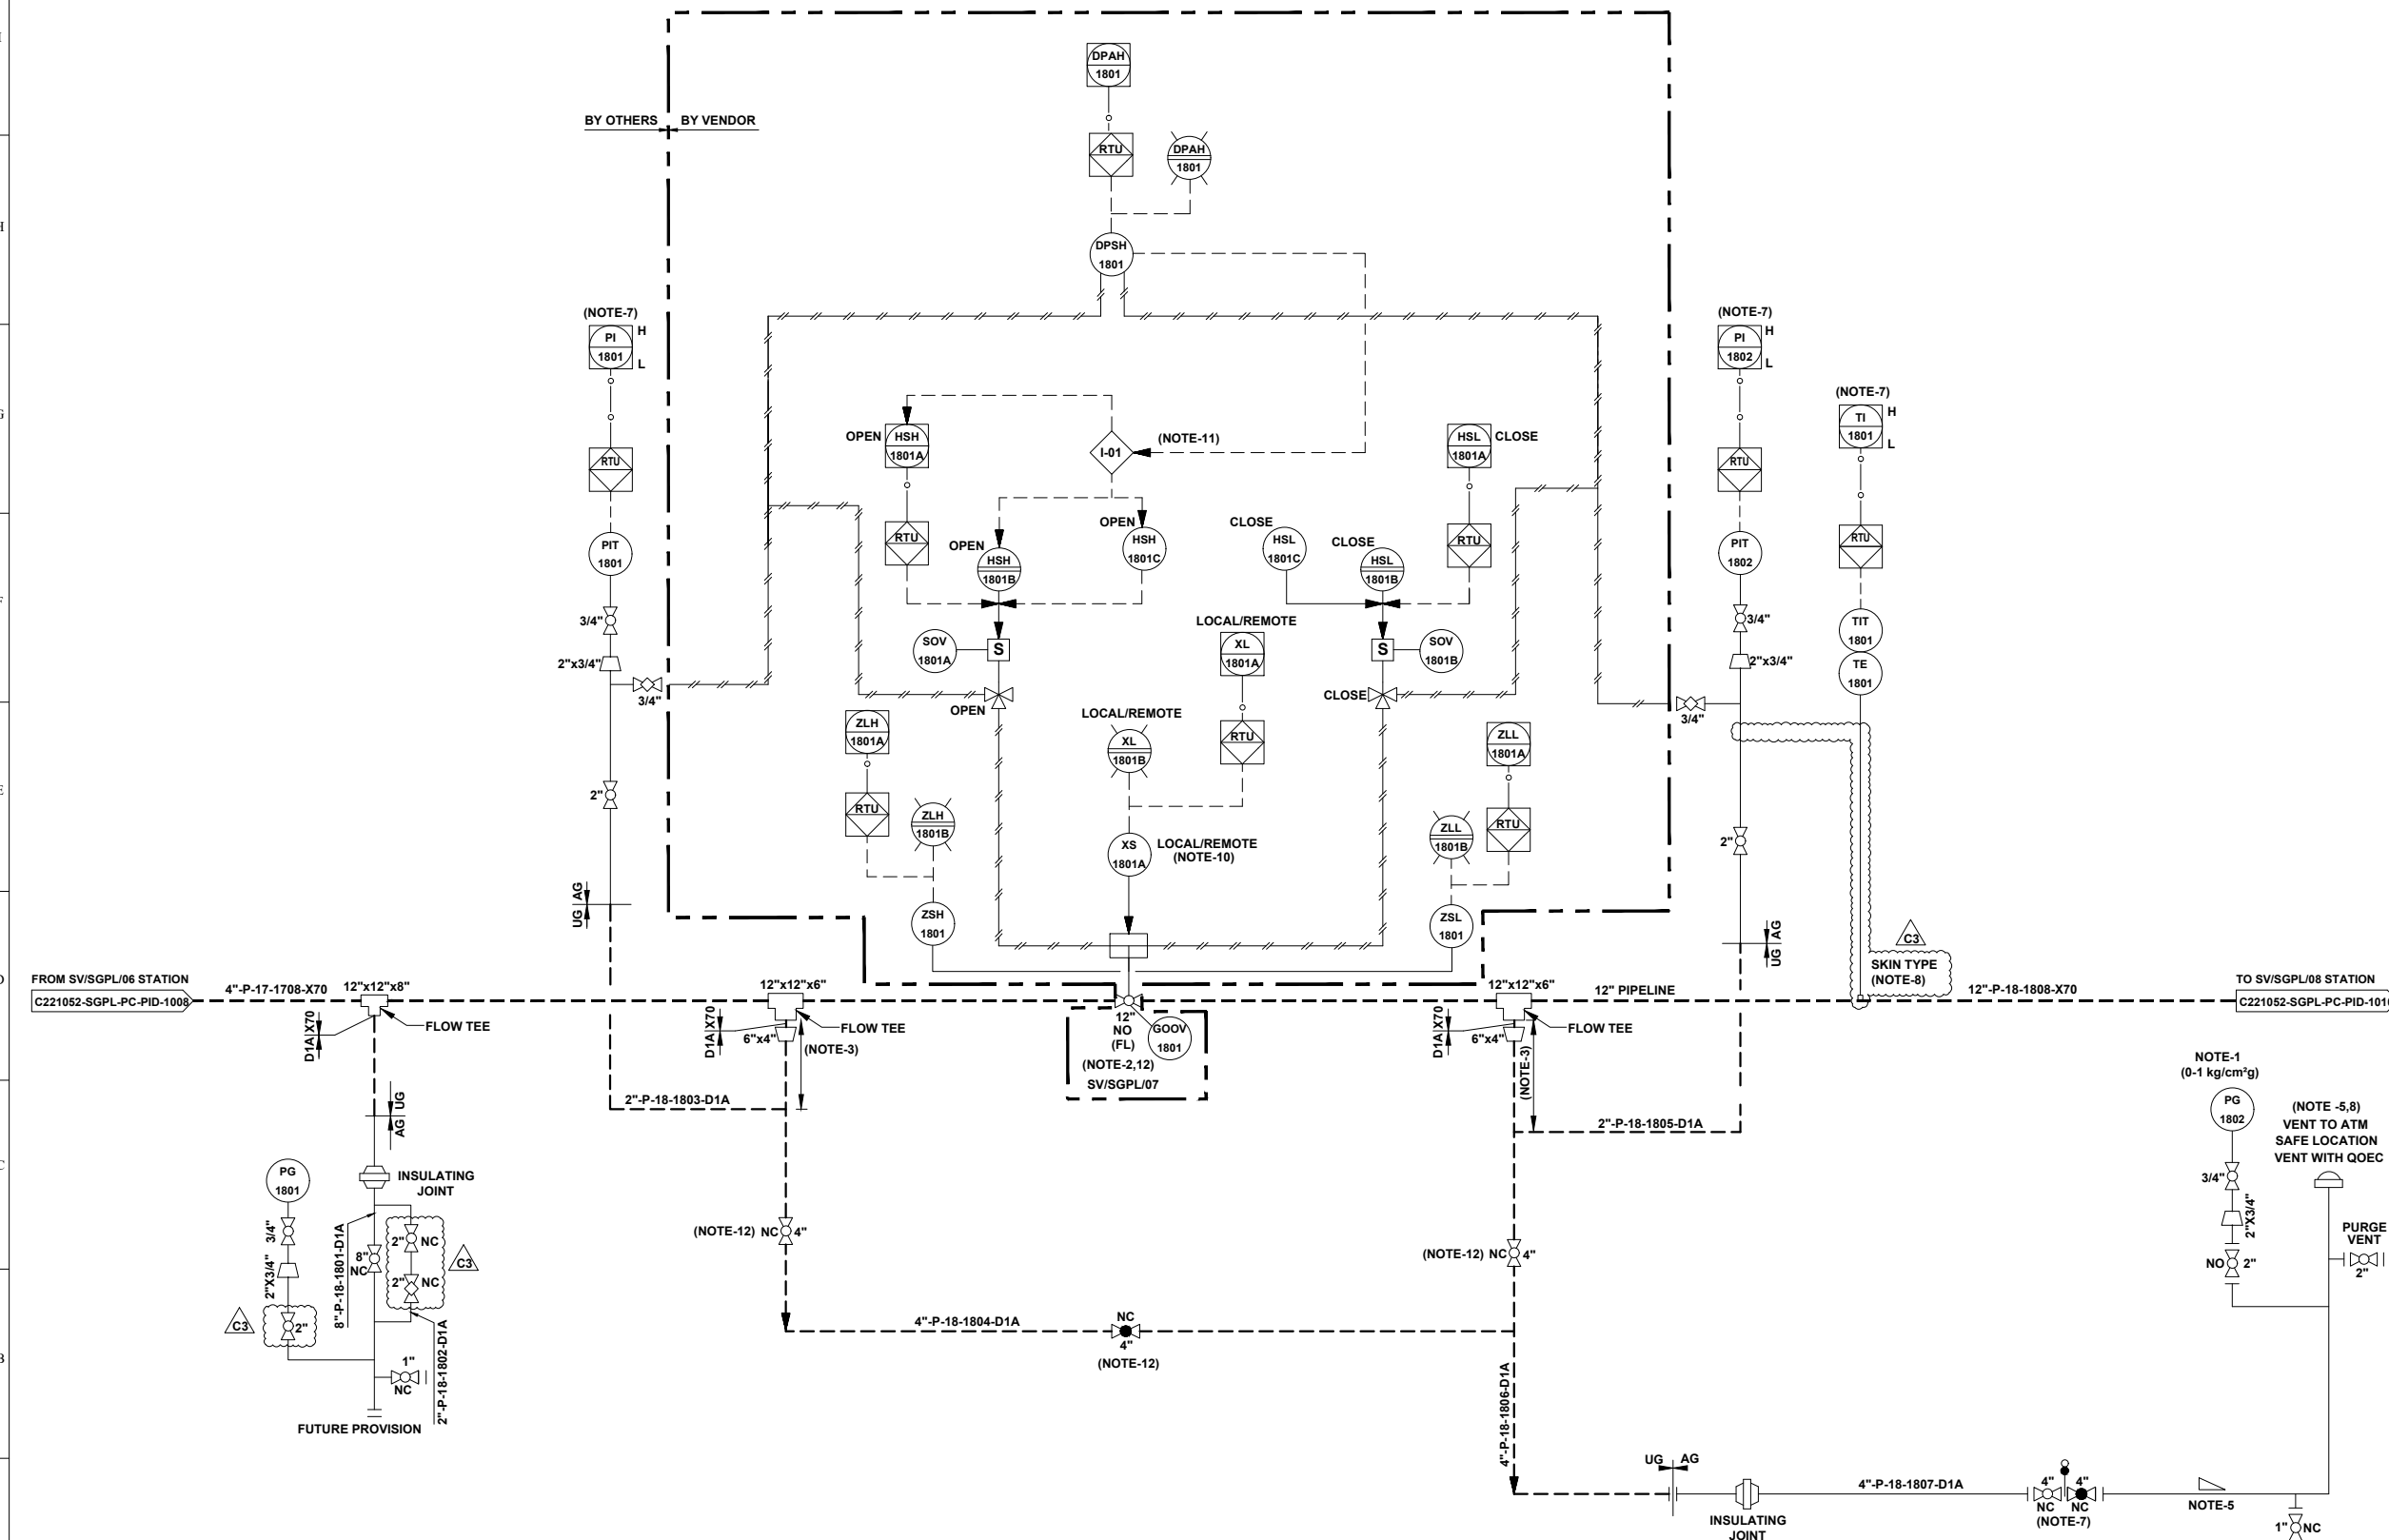 H
G
F
E
D
C
B
BY OTHERS
BY VENDOR
DPAH
1801
RTU
DPAH
1801
DPSH
1801
(NOTE-7)
PI
1801
H
L
RTU
PIT
1801
3/4"
2"x3/4"
3/4"
2"
UG
AG
OPEN
HSH
1801A
RTU
I-01
(NOTE-11)
OPEN
HSH
1801B
OPEN
HSH
1801C
SOV
1801A
S
OPEN
HSL
1801A
CLOSE
RTU
CLOSE
HSL
1801C
CLOSE
HSL
1801B
S
SOV
1801B
CLOSE
LOCAL/REMOTE
XL
1801A
RTU
LOCAL/REMOTE
XL
1801B
XS
1801A
LOCAL/REMOTE
(NOTE-10)
ZLH
1801A
RTU
ZLH
1801B
ZSH
1801
ZLL
1801A
RTU
ZLL
1801B
ZSL
1801
(NOTE-7)
PI
1802
H
L
RTU
PIT
1802
3/4"
2"x3/4"
3/4"
2"
UG
AG
(NOTE-7)
TI
1801
H
L
RTU
TIT
1801
TE
1801
C3
SKIN TYPE
(NOTE-8)
FROM SV/SGPL/06 STATION
C221052-SGPL-PC-PID-1008
4"-P-17-1708-X70
12"x12"x8"
FLOW TEE
D1A
X70
12"x12"x6"
FLOW TEE
D1A
X70
6"x4"
(NOTE-3)
12"
NO
(FL)
(NOTE-2,12)
SV/SGPL/07
GOOV
1801
12"x12"x6"
FLOW TEE
D1A
X70
6"x4"
(NOTE-3)
12" PIPELINE
12"-P-18-1808-X70
TO SV/SGPL/08 STATION
2"-P-18-1803-D1A
2"-P-18-1805-D1A
AG
UG
INSULATING
JOINT
PG
1801
3/4"
2"X3/4"
C3
2"
8"-P-18-1801-D1A
8"
NC
2"
NC
2"
NC
C3
2"-P-18-1802-D1A
1"
NC
FUTURE PROVISION
(NOTE-12)
NC
4"
(NOTE-12)
NC
4"
4"-P-18-1804-D1A
NC
4"
(NOTE-12)
4"-P-18-1806-D1A
UG
AG
INSULATING
JOINT
4"-P-18-1807-D1A
4"
NC
4"
NC
(NOTE-7)
NOTE-5
1"
NC
NOTE-1
(0-1 kg/cm²g)
PG
1802
3/4"
2"X3/4"
NO
2"
(NOTE -5,8)
VENT TO ATM
SAFE LOCATION
VENT WITH QOEC
PURGE
VENT
2"